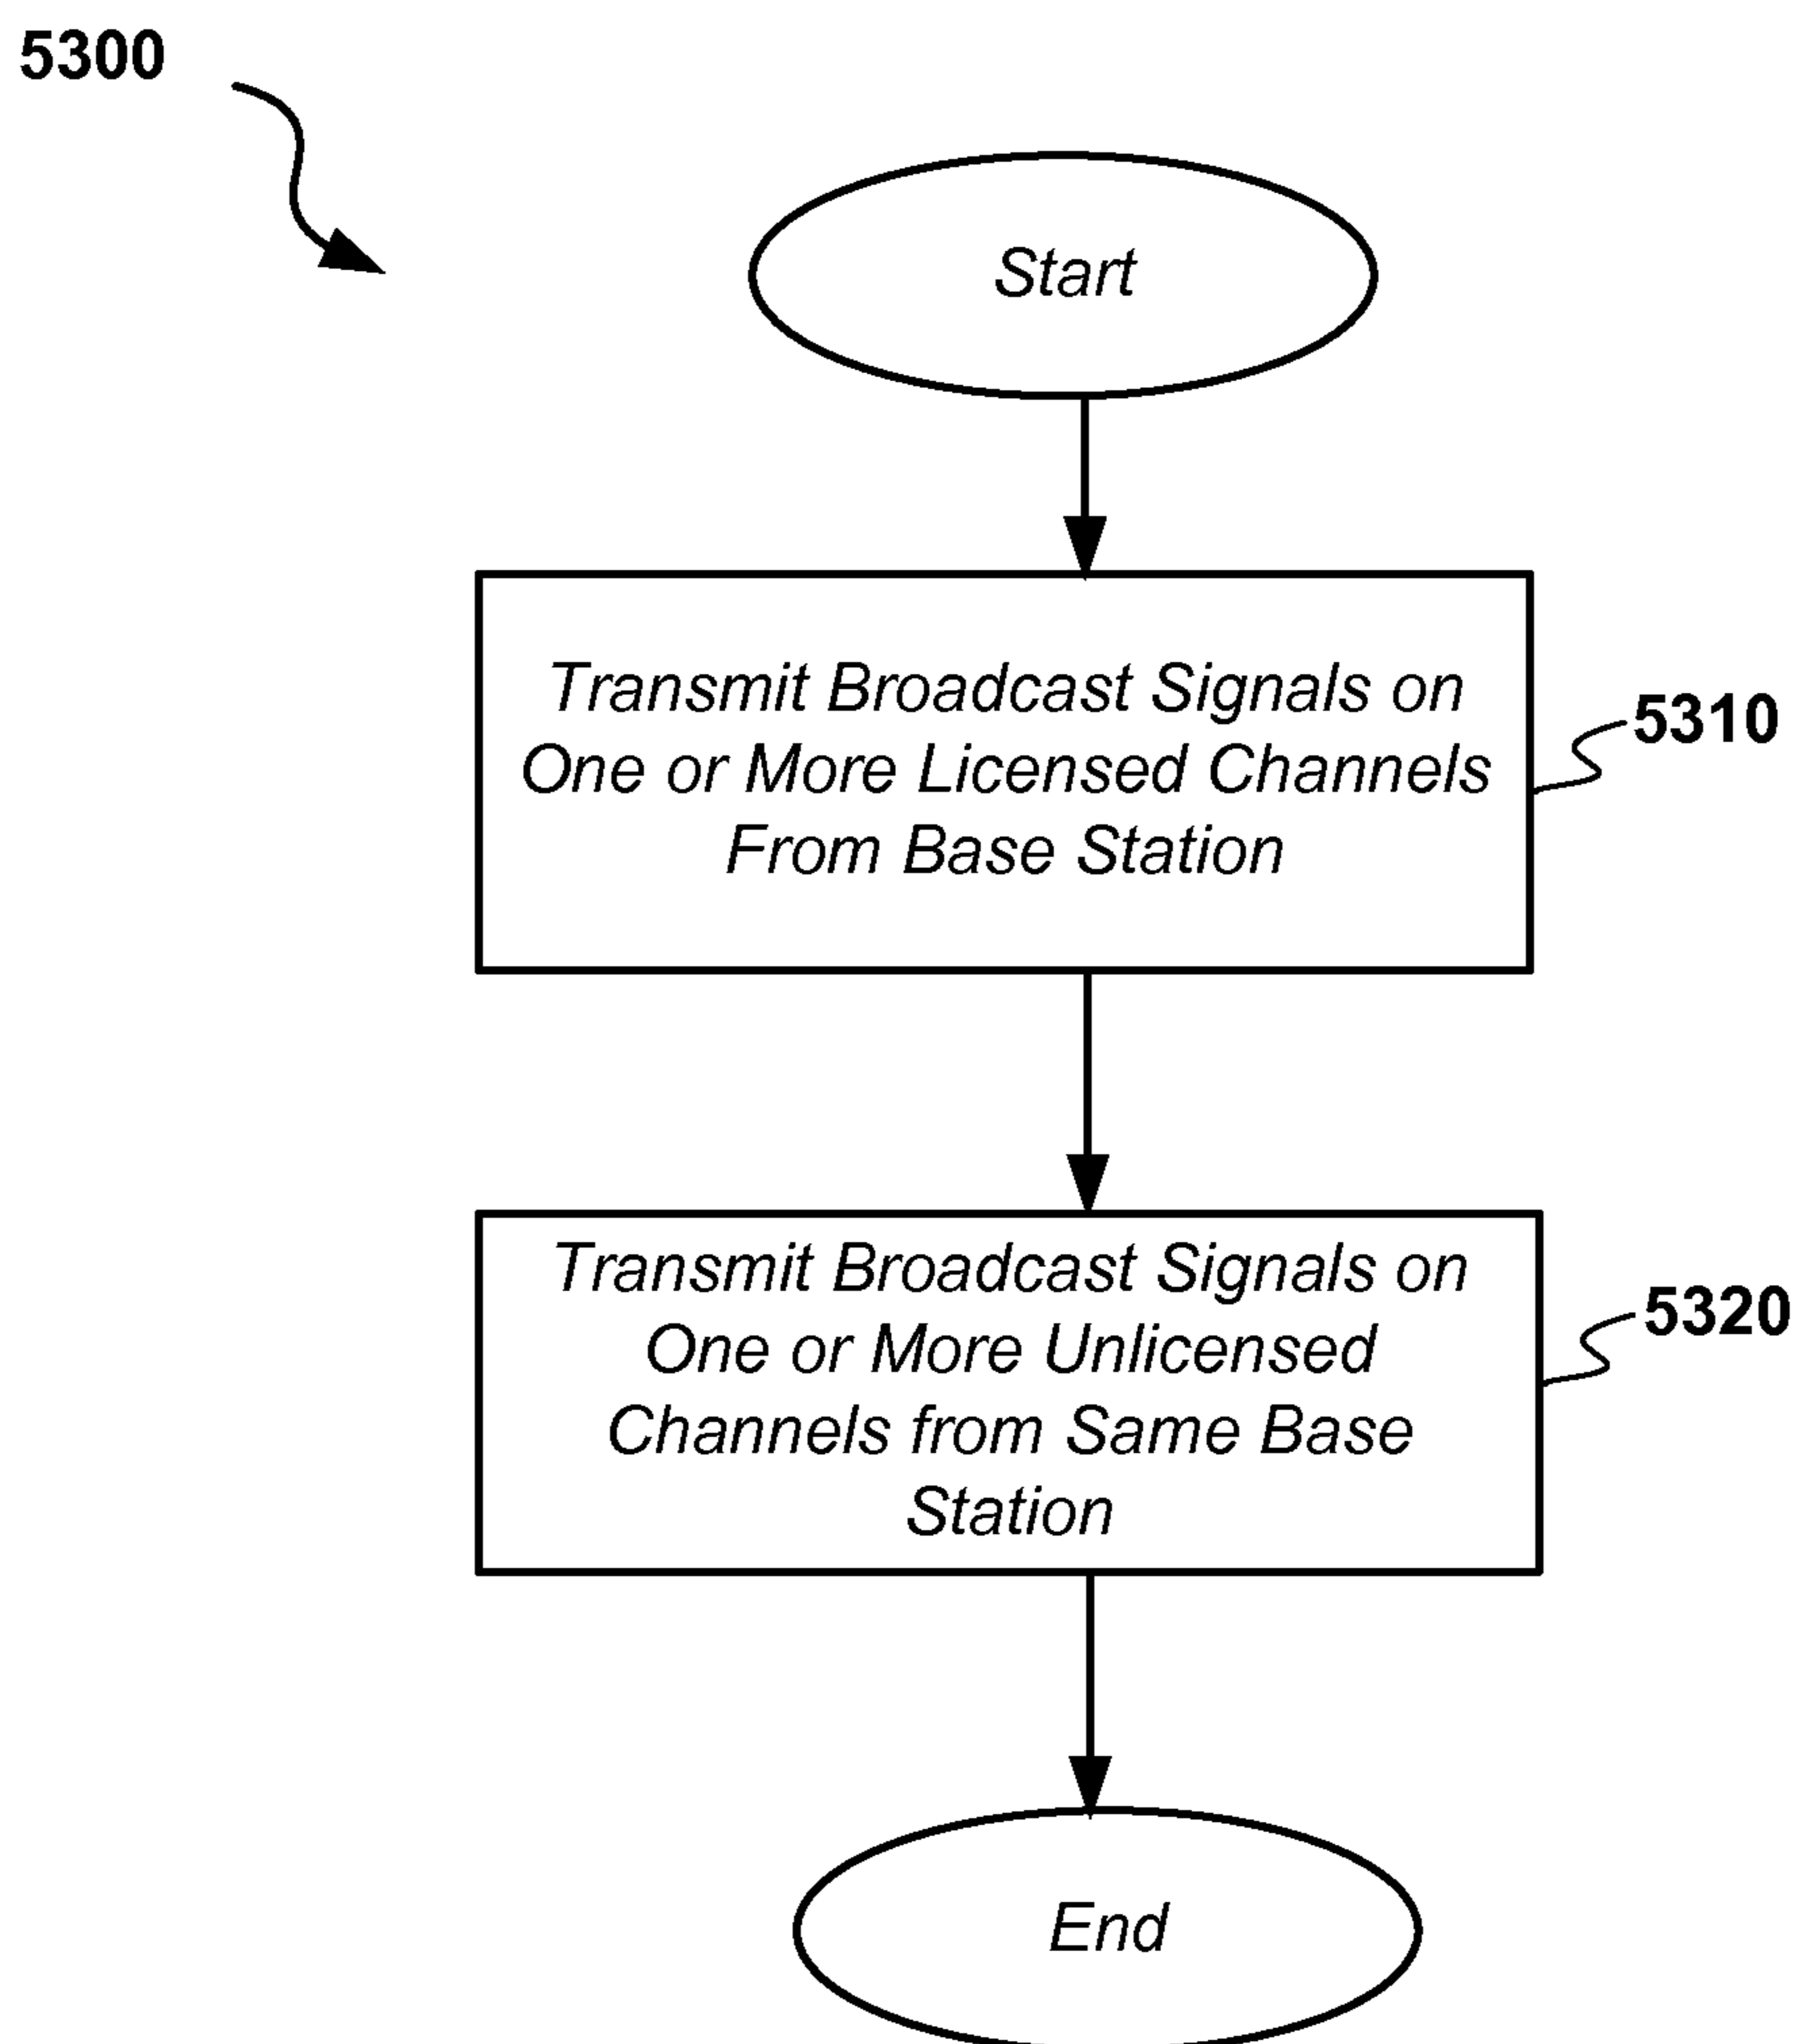 5300
Start
Transmit Broadcast Signals on
One or More Licensed Channels
From Base Station
5310
Transmit Broadcast Signals on
One or More Unlicensed
Channels from Same Base
Station
5320
End